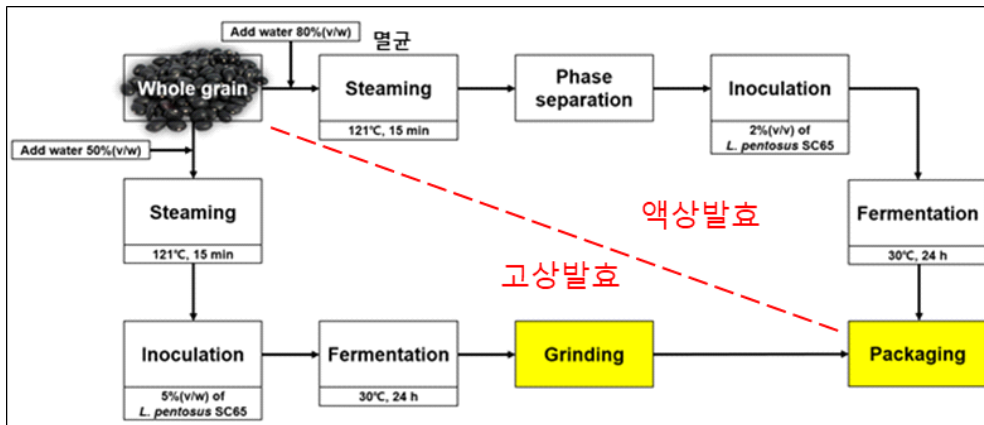 Add water 80%(v/w)
멸균
Whole grain
Steaming
121℃, 15 min
Phase
separation
Inoculation
2%(v/v) of
L. pentosus SC65
Add water 50%(v/w)
Steaming
121℃, 15 min
액상발효
고상발효
Fermentation
30℃, 24 h
Inoculation
5%(v/w) of
L. pentosus SC65
Fermentation
30℃, 24 h
Grinding
Packaging